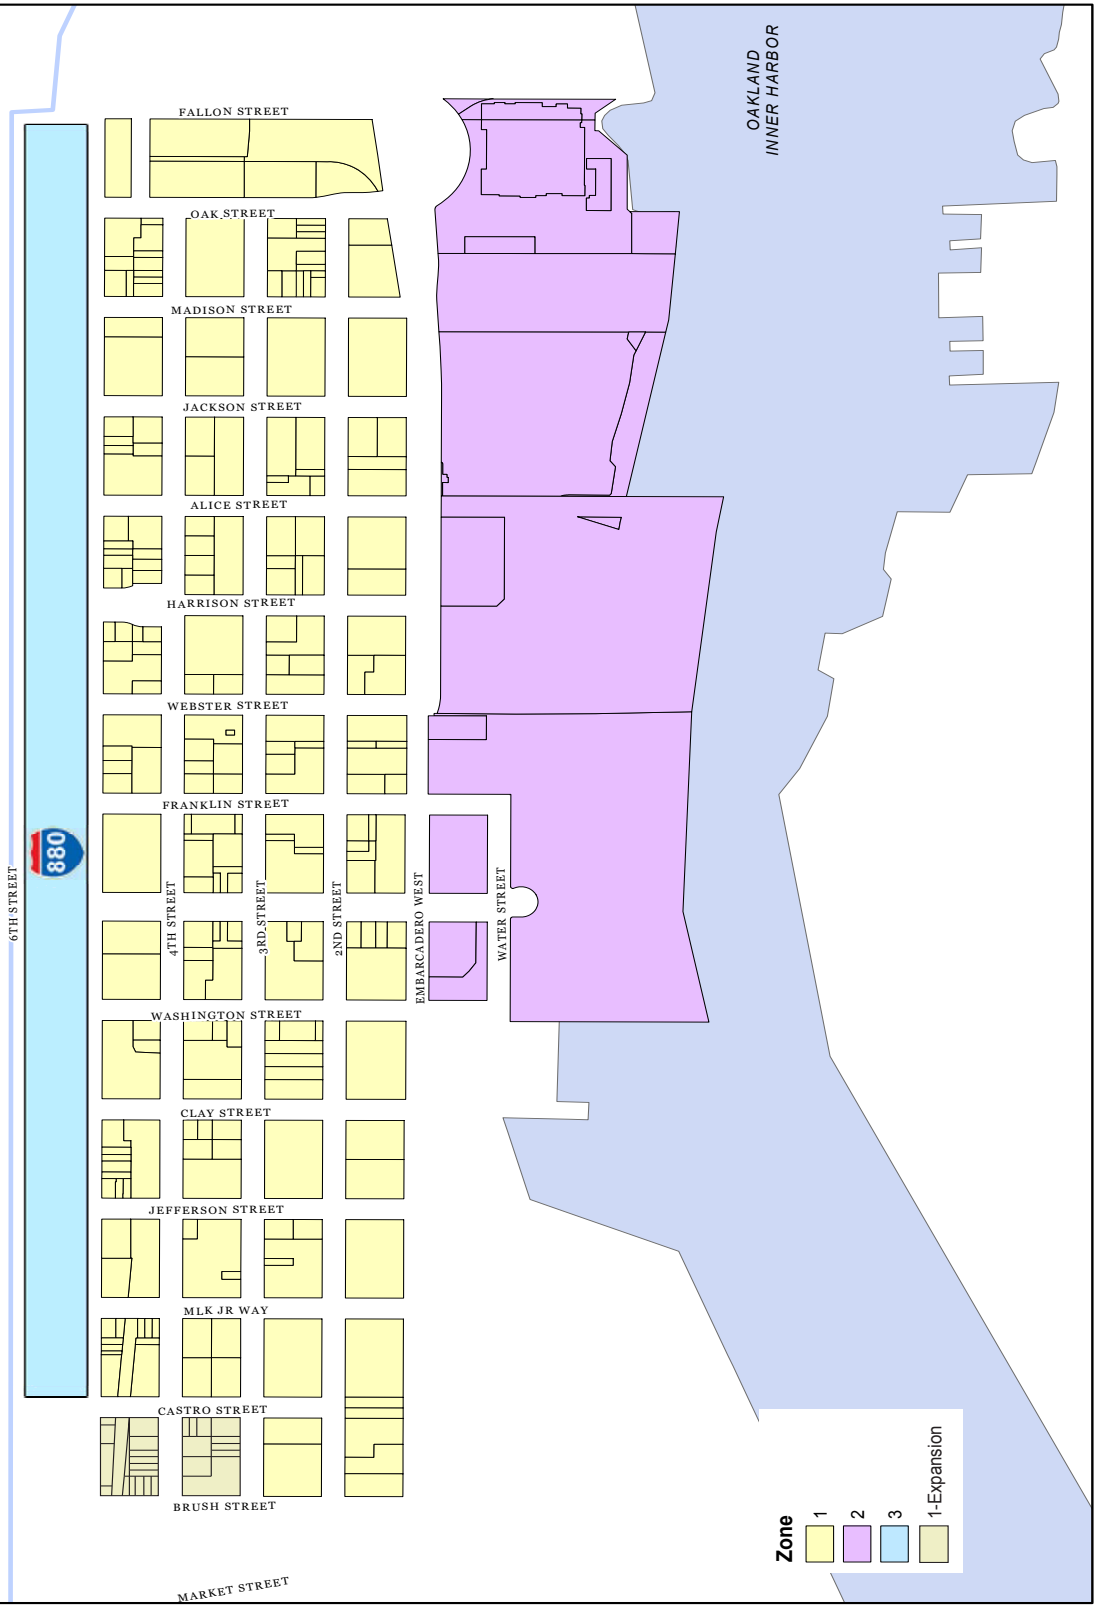 FALLON STREET
OAK STREET
MADISON STREET
JACKSON STREET
ALICE STREET
HARRISON STREET
WEBSTER STREET
FRANKLIN STREET
WASHINGTON STREET
CLAY STREET
JEFFERSON STREET
MLK JR WAY
CASTRO STREET
BRUSH STREET
MARKET STREET
6TH STREET
880
4TH STREET
3RD STREET
2ND STREET
EMBARCADERO WEST
WATER STREET
OAKLAND
INNER HARBOR
Zone
1
2
3
1-Expansion